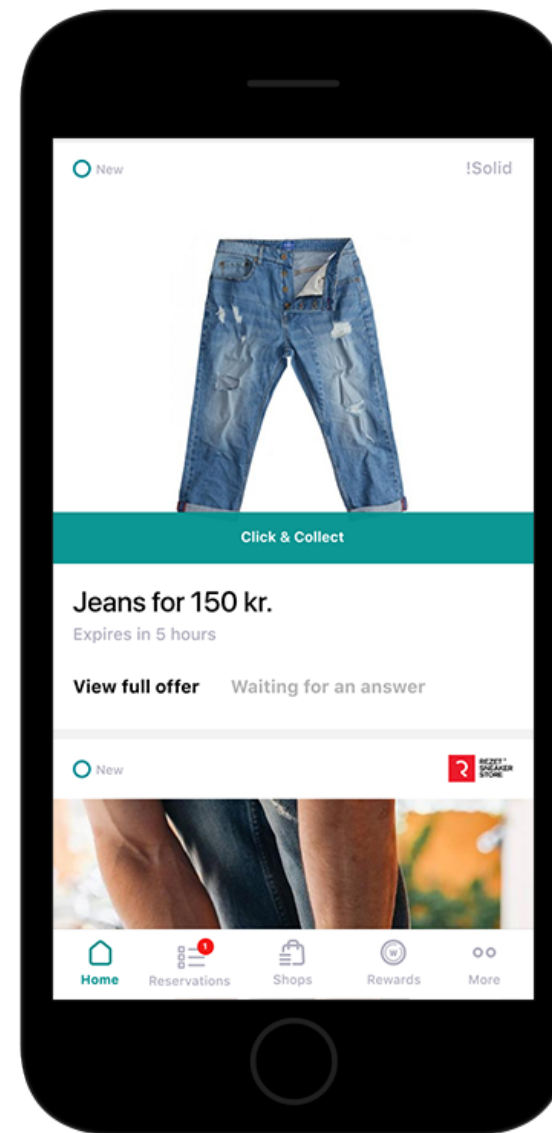 New
!Solid
Click & Collect
Jeans for 150 kr.
Expires in 5 hours
View full offer
Waiting for an answer
New
REZET
SNEAKER
STORE
1
W
Home
Reservations
Shops
Rewards
More